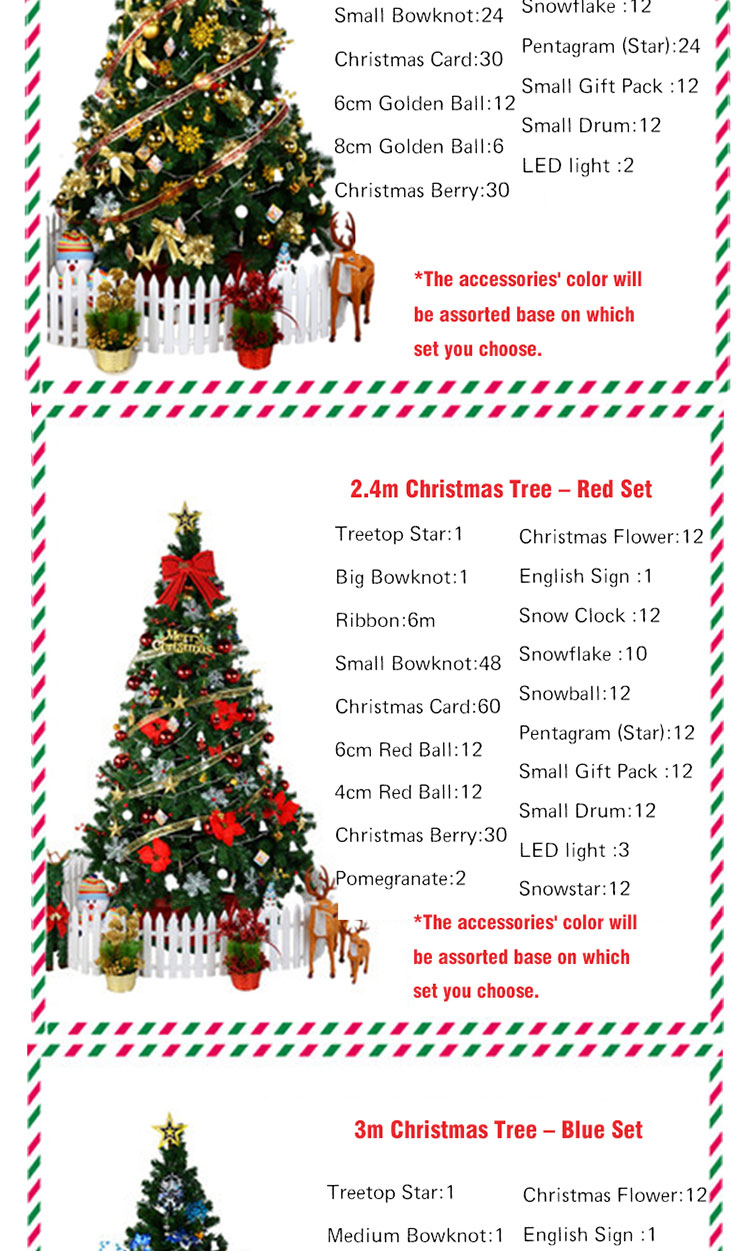 Small Bowknot:24
Christmas Card:30
6cm Golden Ball:12
8cm Golden Ball:6
Christmas Berry:30
Snowflake :12
Pentagram (Star):24
Small Gift Pack :12
Small Drum:12
LED light :2
*The accessories' color will
be assorted base on which
set you choose.
2.4m Christmas Tree – Red Set
Treetop Star:1
Big Bowknot:1
Ribbon:6m
Small Bowknot:48
Christmas Card:60
6cm Red Ball:12
4cm Red Ball:12
Christmas Berry:30
Pomegranate:2
Christmas Flower:12
English Sign :1
Snow Clock :12
Snowflake :10
Snowball:12
Pentagram (Star):12
Small Gift Pack :12
Small Drum:12
LED light :3
Snowstar:12
Merry
Christmas
*The accessories' color will
be assorted base on which
set you choose.
3m Christmas Tree – Blue Set
Treetop Star:1
Medium Bowknot:1
Christmas Flower:12
English Sign :1